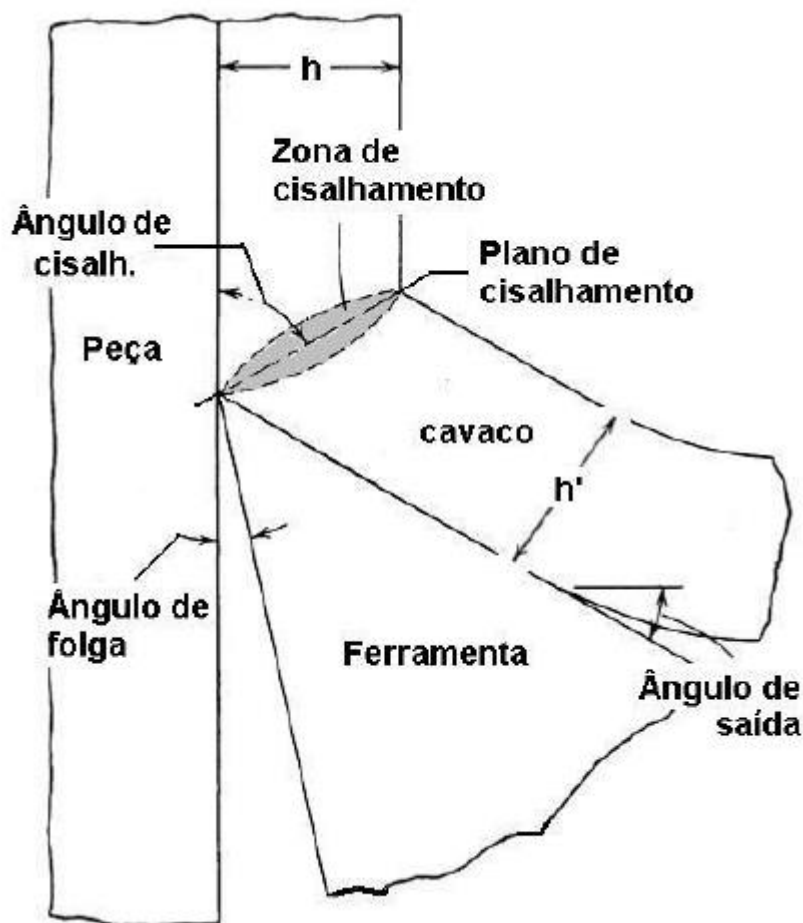 h
Zona de
cisalhamento
Ângulo de
cisalh.
Plano de
cisalhamento
Peça
cavaco
h'
Ângulo de
folga
Ferramenta
Ângulo de
saída